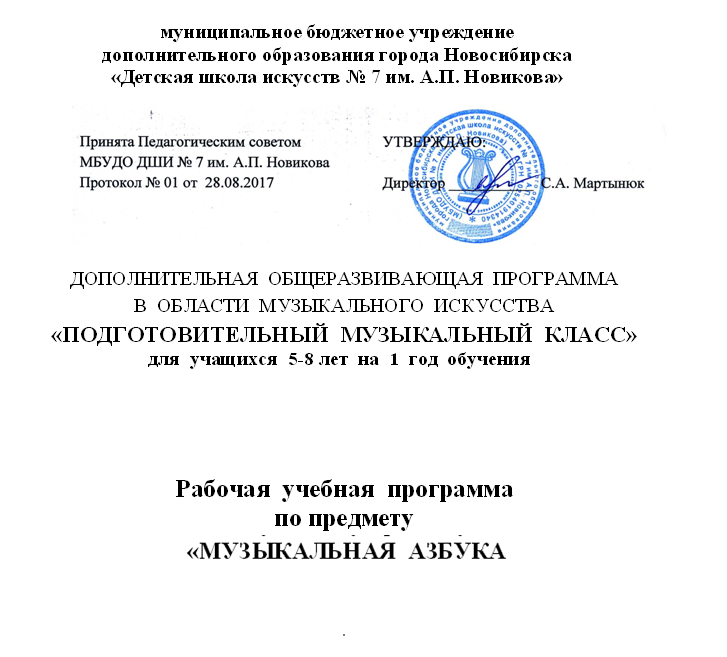 муниципальное бюджетное учреждение
дополнительного образования города Новосибирска
«Детская школа искусств № 7 им. А.П. Новикова»
Принята Педагогическим советом
МБУДО ДШИ № 7 им. А.П. Новикова
Протокол № 01 от 28.08.2017
УТВЕРЖДАЮ:
Директор С.А. Мартынюк
ДОПОЛНИТЕЛЬНАЯ ОБЩЕРАЗВИВАЮЩАЯ ПРОГРАММА
В ОБЛАСТИ МУЗЫКАЛЬНОГО ИСКУССТВА
«ПОДГОТОВИТЕЛЬНЫЙ МУЗЫКАЛЬНЫЙ КЛАСС»
для учащихся 5-8 лет на 1 год обучения
Рабочая учебная программа
по предмету
«МУЗЫКАЛЬНАЯ АЗБУКА